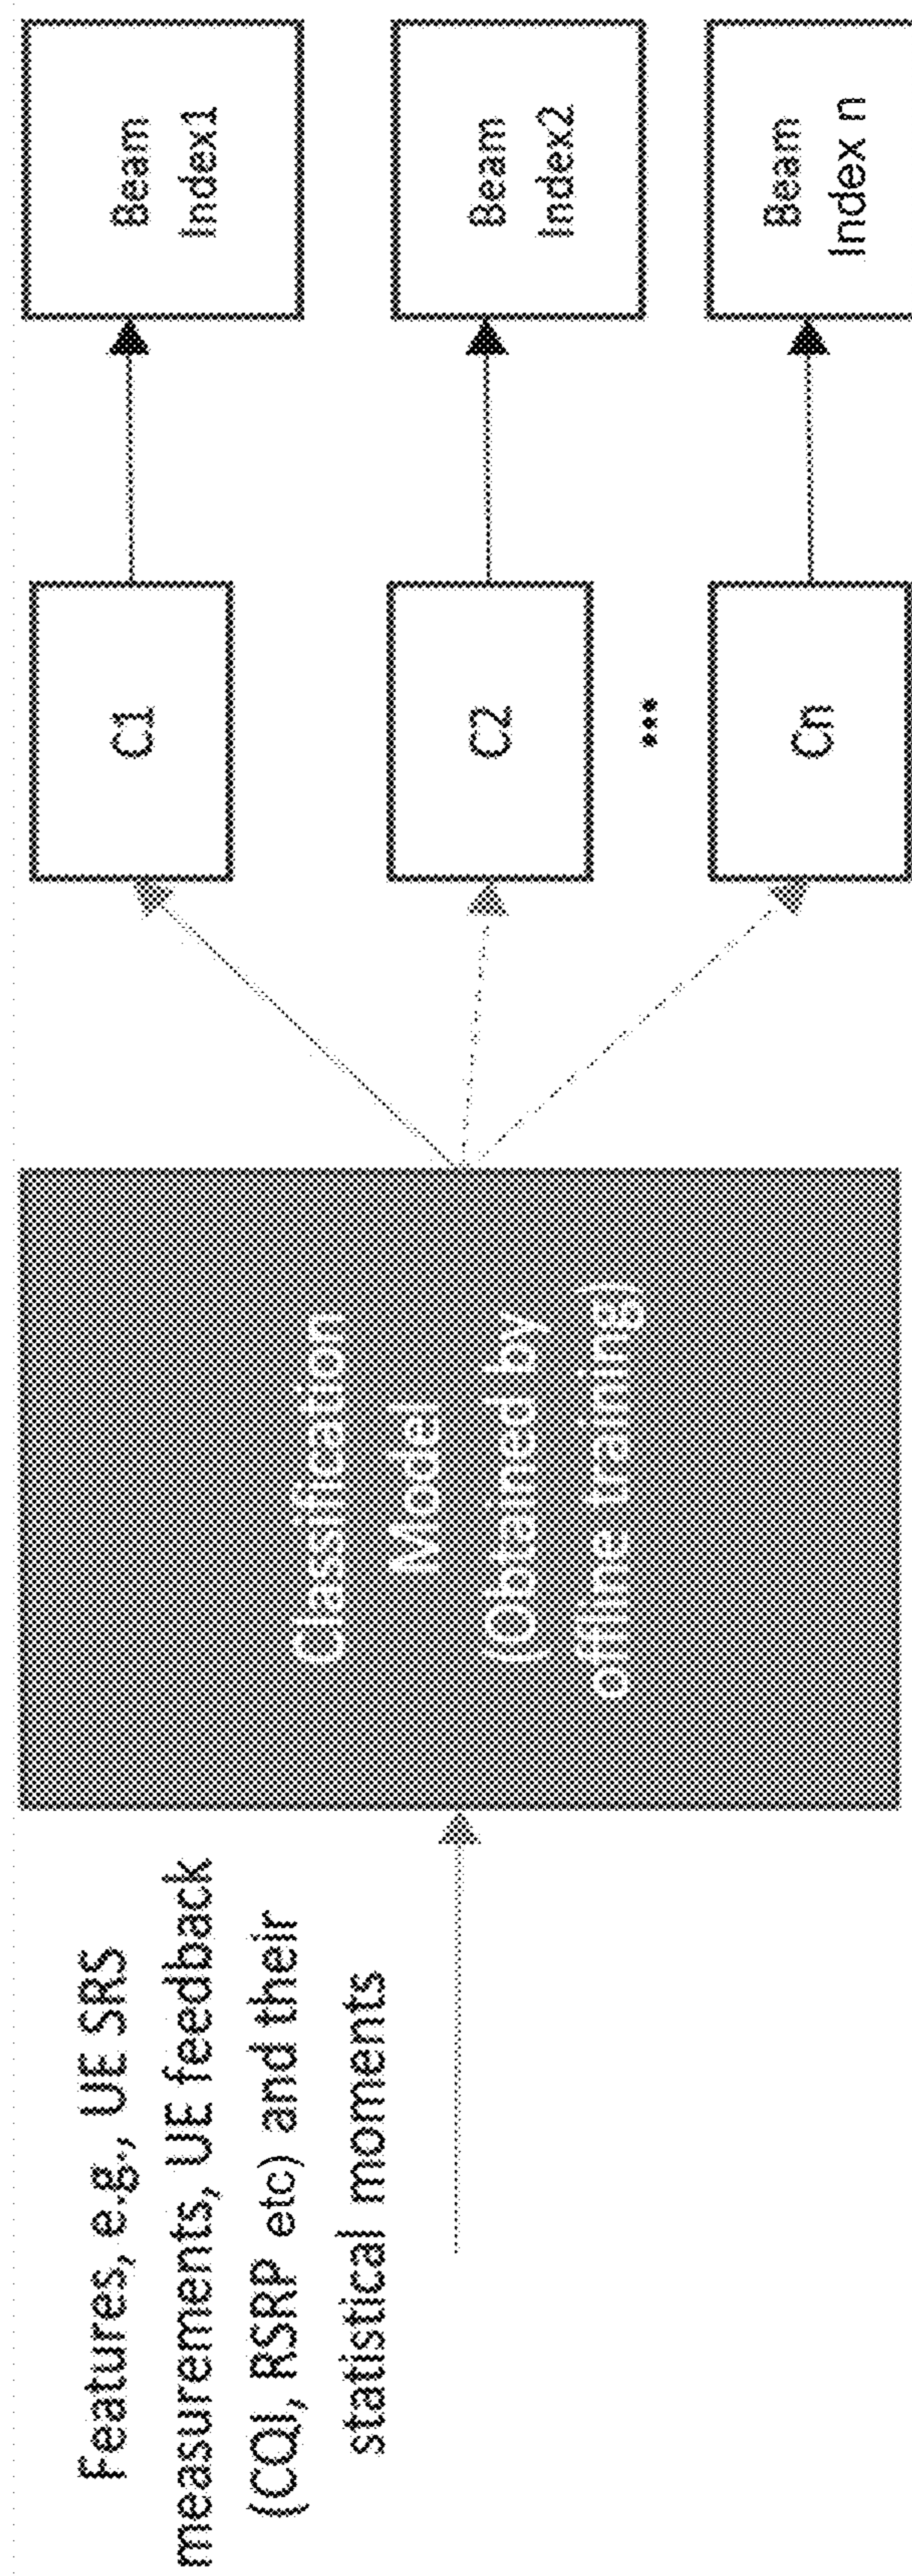 Features, e.g., UE SRS
measurements, UE feedback
(CQI, RSRP etc) and their
statistical moments
Classification
Model
(Obtained by
offline training)
C1
C2
...
Cn
Beam
Index1
Beam
Index2
Beam
Index n